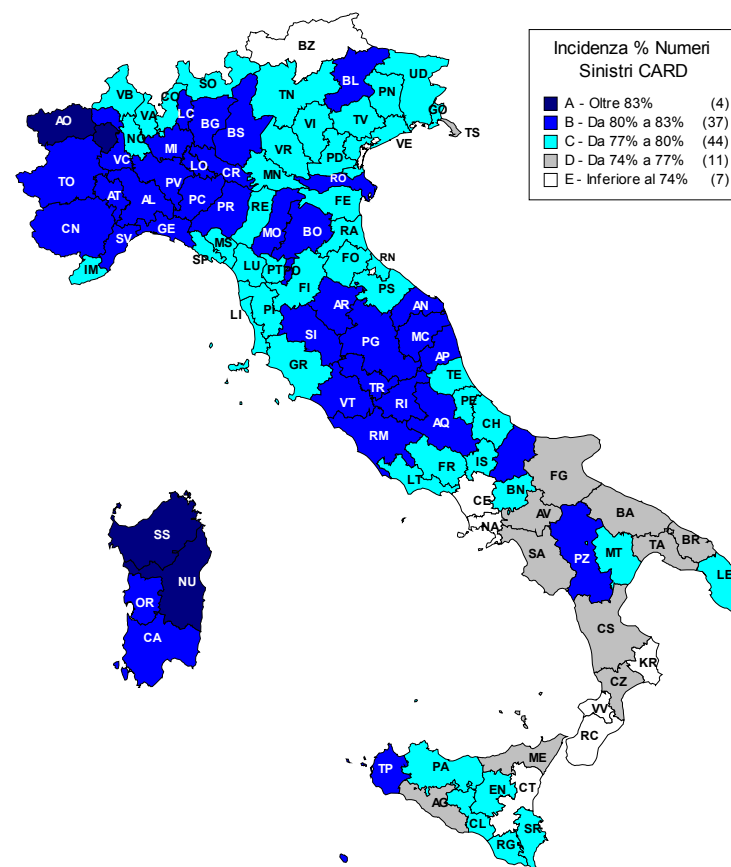 Incidenza % Numeri
Sinistri CARD
A - Oltre 83% (4)
B - Da 80% a 83% (37)
C - Da 77% a 80% (44)
D - Da 74% a 77% (11)
E - Inferiore al 74% (7)
BZ
BL
UD
SO
VB
TN
PN
CO
LC
VA
GO
AO
BG
BS
VI
TV
TS
NO
MI
VR
VE
VC
LO
PD
TO
CR
MN
RO
AT
PV
AL
PC
PR
RE
FE
CN
MO
BO
RA
SV
GE
MS
FO
RN
IM
SP
LU
PT
PO
FI
PS
LI
PI
AR
AN
SI
PG
MC
AP
GR
TE
TR
VT
RI
PE
AQ
CH
RM
FR
IS
LT
BN
FG
CE
AV
BA
NA
SS
SA
PZ
MT
TA
BR
LE
NU
OR
CA
CS
KR
CZ
VV
RC
ME
TP
PA
EN
CT
AG
CL
SR
RG